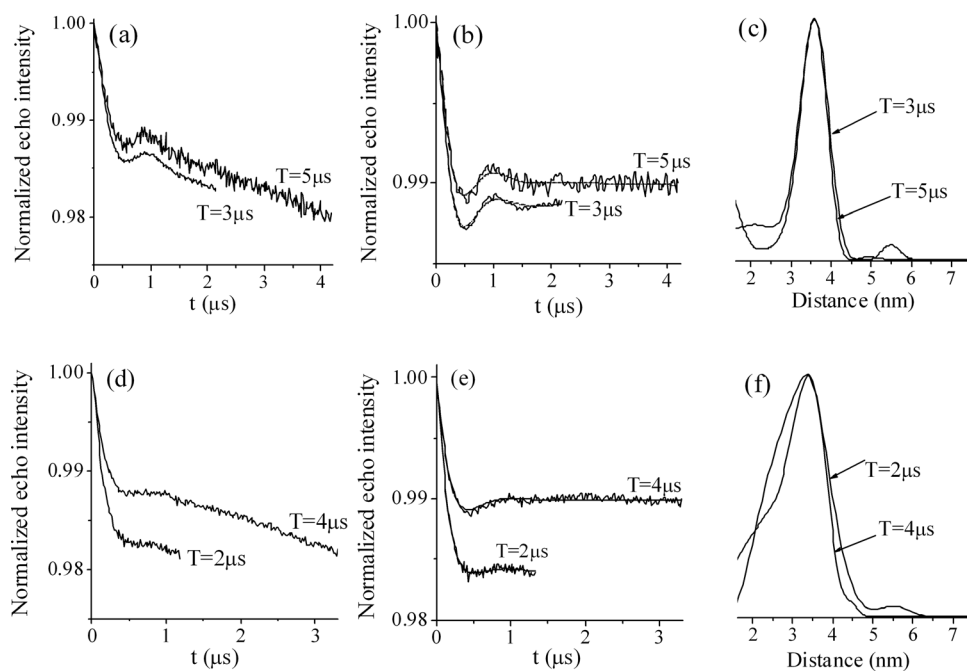 (a)
Normalized echo intensity
1.00
0.99
0.98
T=5μs
T=3μs
0 1 2 3 4
t (μs)
(b)
Normalized echo intensity
1.00
0.99
T=5μs
T=3μs
0 1 2 3 4
t (μs)
(c)
T=3μs
T=5μs
2 3 4 5 6 7
Distance (nm)
(d)
Normalized echo intensity
1.00
0.99
0.98
T=4μs
T=2μs
0 1 2 3
t (μs)
(e)
Normalized echo intensity
1.00
0.99
0.98
T=4μs
T=2μs
0 1 2 3
t (μs)
(f)
T=2μs
T=4μs
2 3 4 5 6 7
Distance (nm)